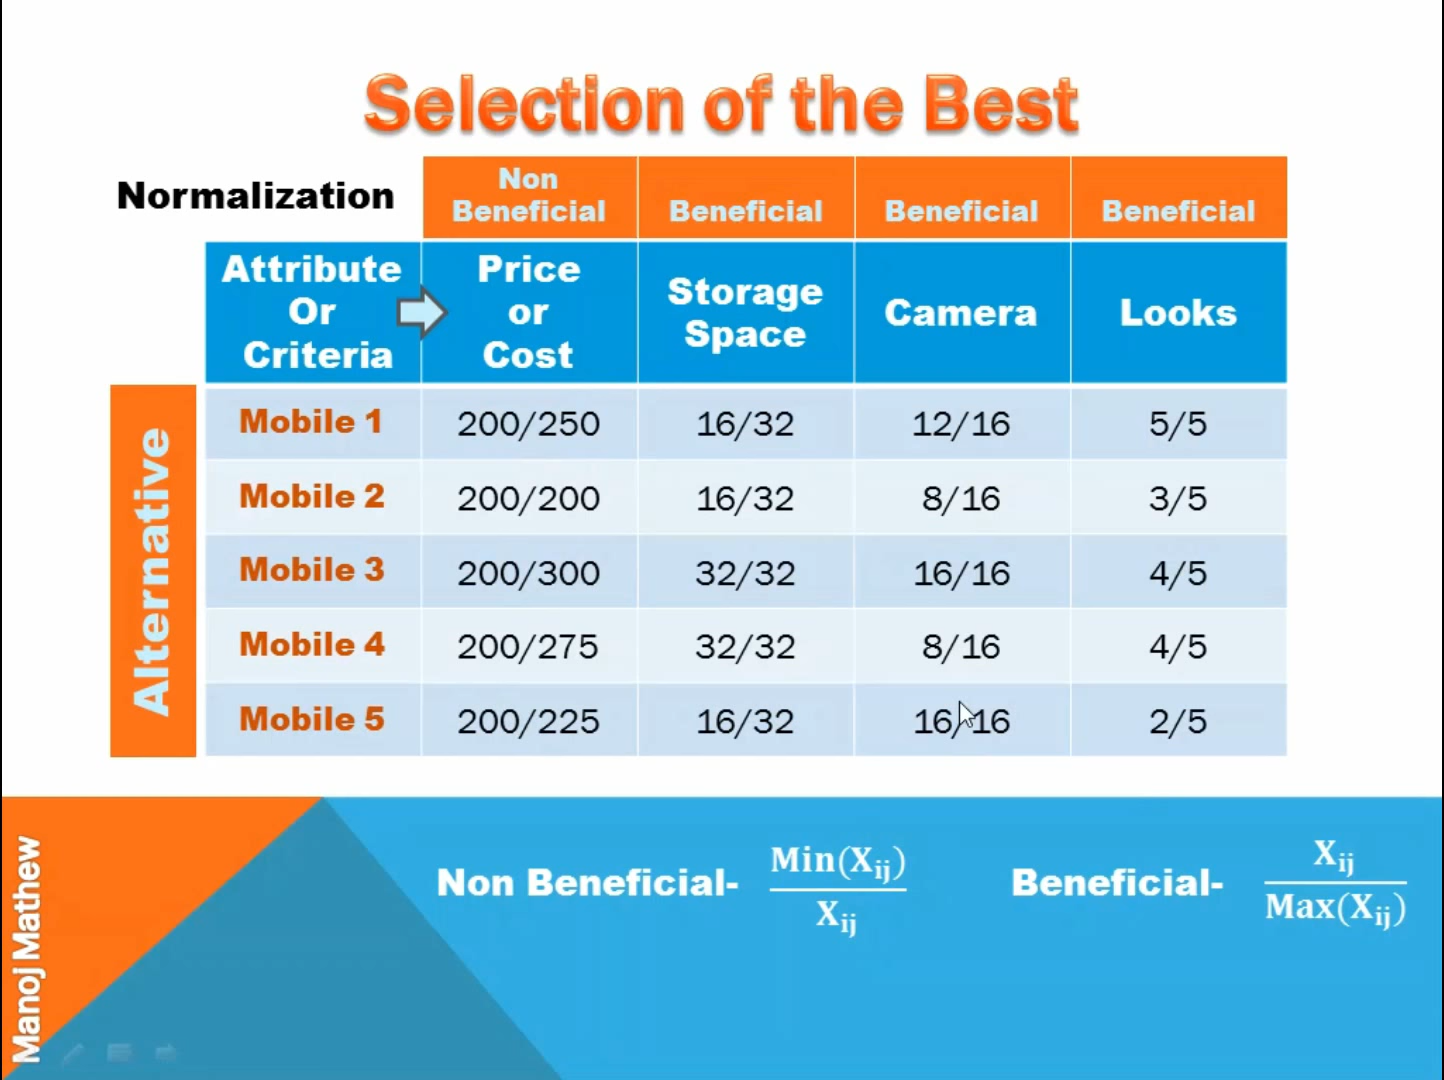 Selection of the Best
Normalization
Non
Beneficial
Beneficial
Beneficial
Beneficial
Attribute
Or
Criteria
Price
or
Cost
Storage
Space
Camera
Looks
Alternative
Mobile 1 200/250 16/32 12/16 5/5
Mobile 2 200/200 16/32 8/16 3/5
Mobile 3 200/300 32/32 16/16 4/5
Mobile 4 200/275 32/32 8/16 4/5
Mobile 5 200/225 16/32 16/16 2/5
Non Beneficial- Min(Xij) / Xij
Beneficial- Xij / Max(Xij)
Manoj Mathew